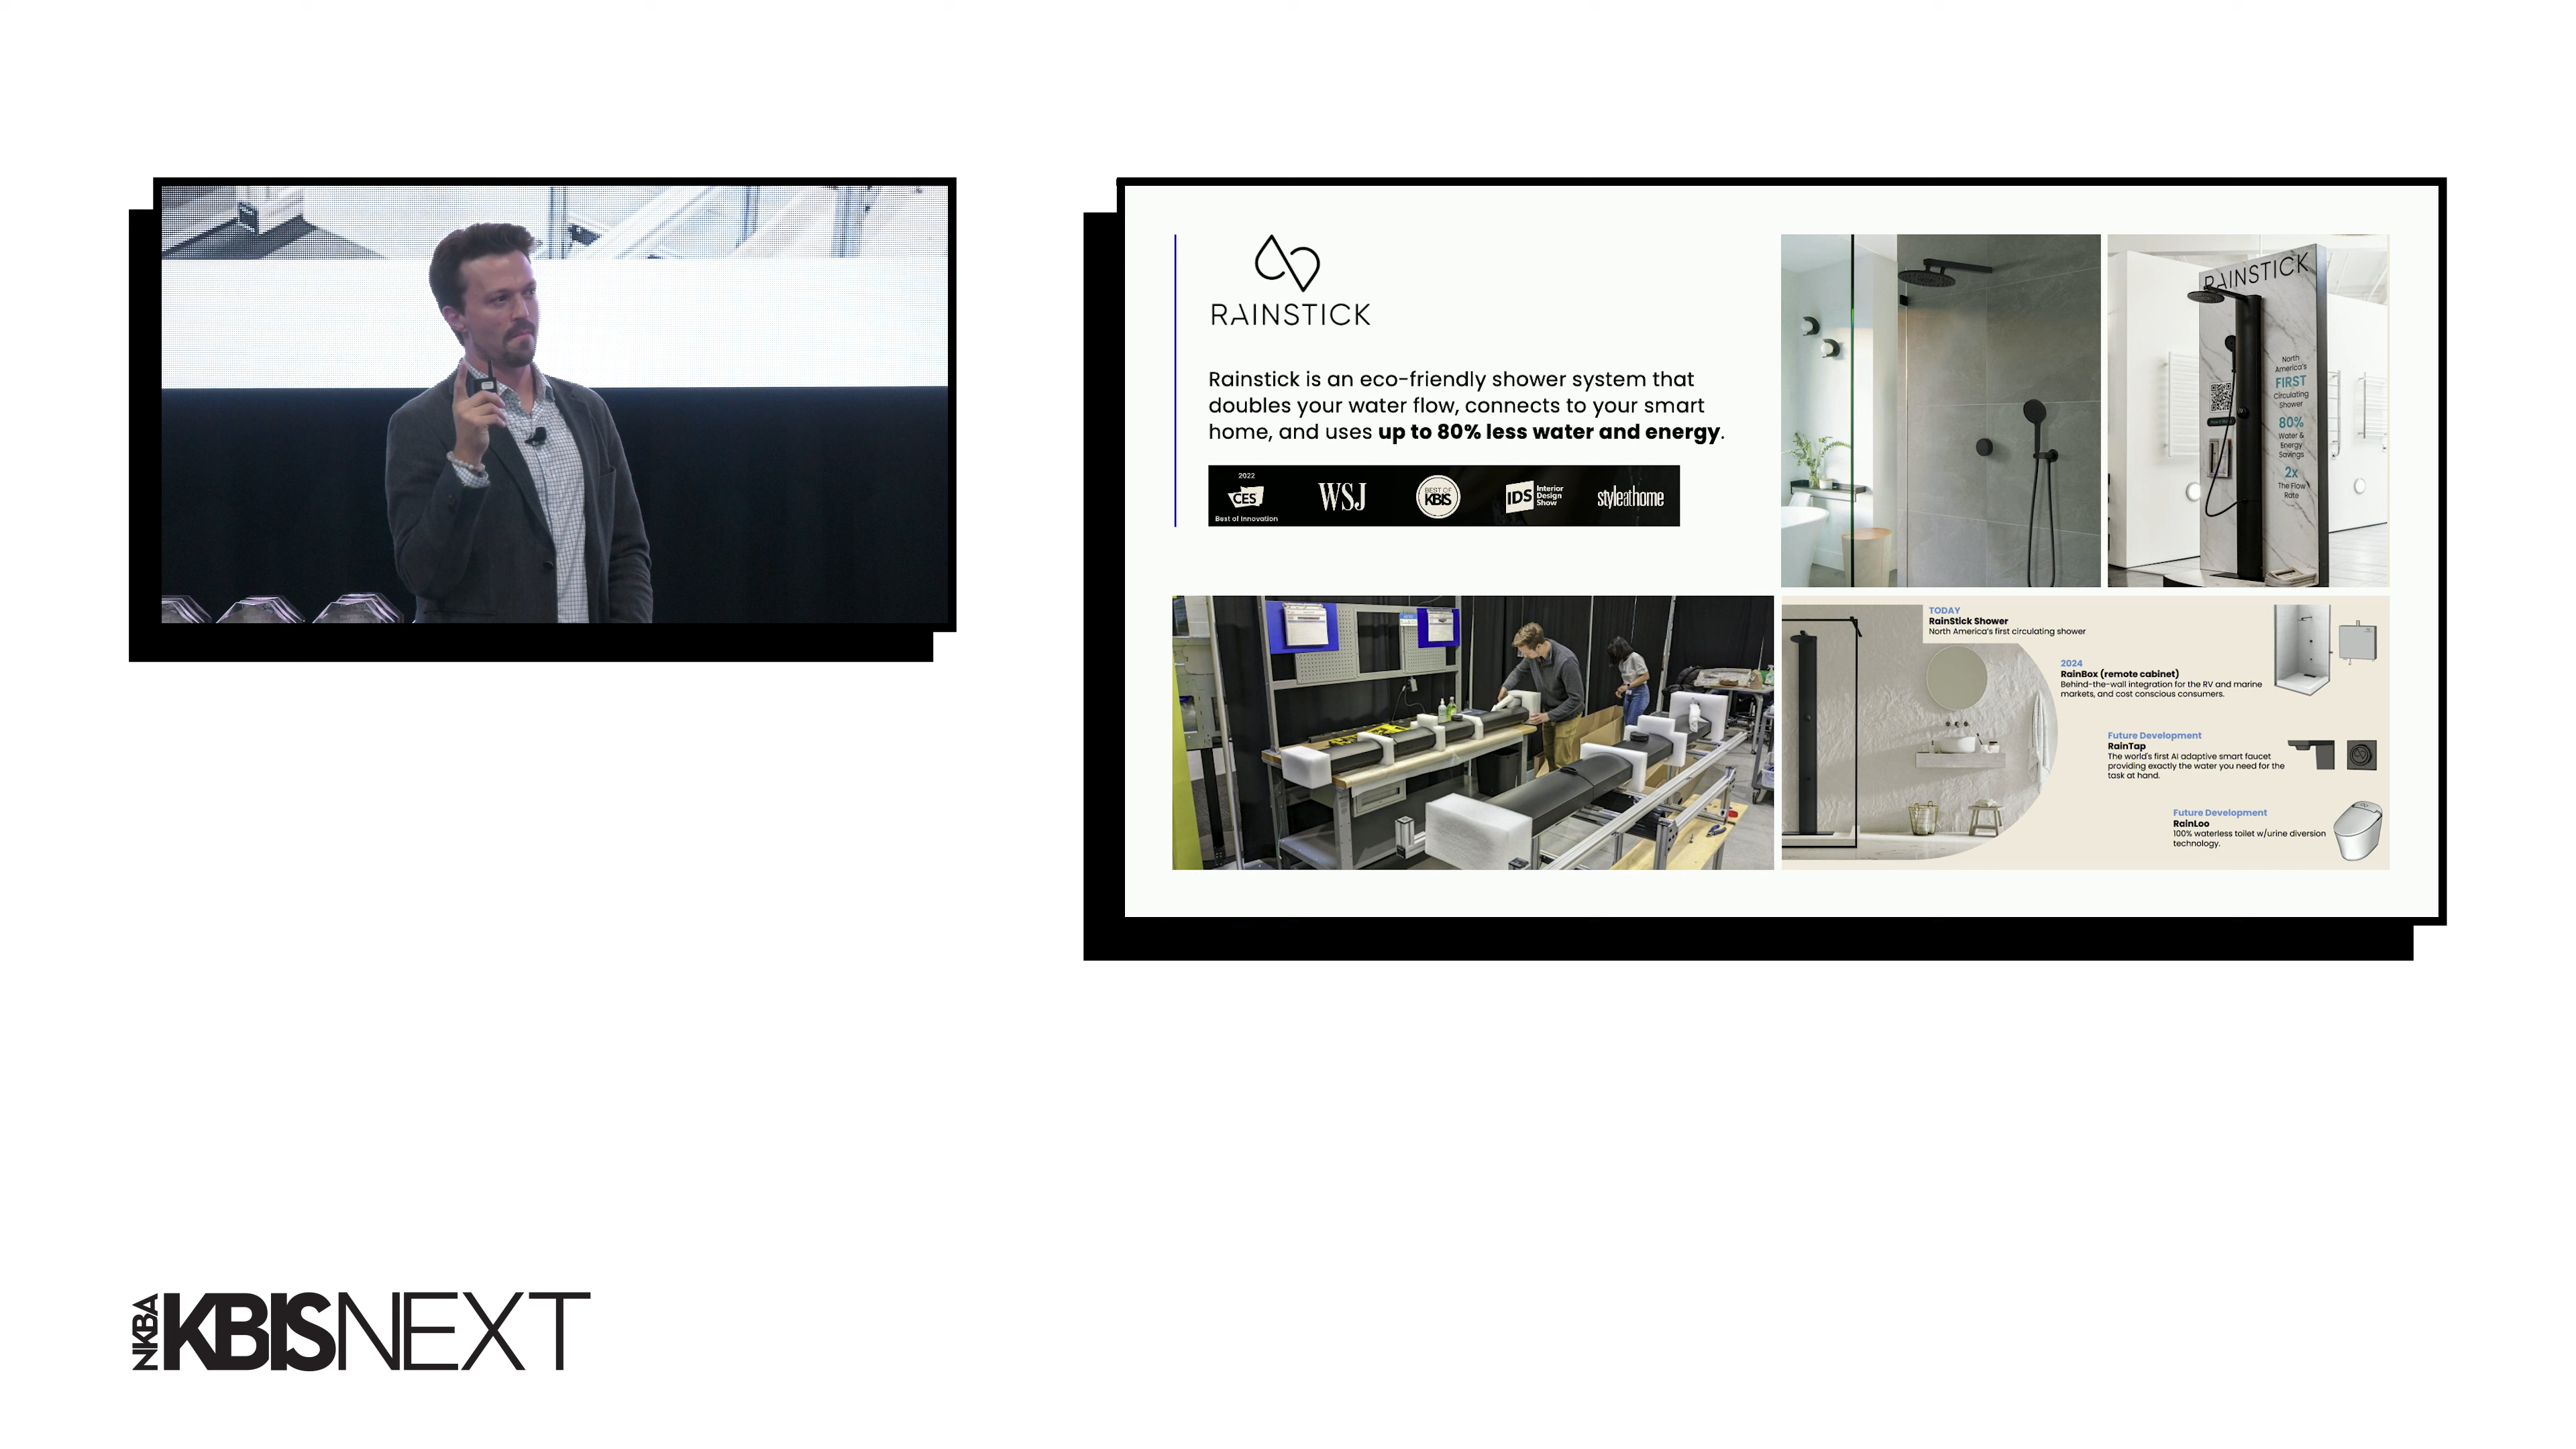 RAINSTICK
Rainstick is an eco-friendly shower system that
doubles your water flow, connects to your smart
home, and uses up to 80% less water and energy.
2022
CES
Best of Innovation
WSJ
BEST OF
KBIS
IDS
Interior
Design
Show
styleathome
RAINSTICK
North
America's
FIRST
Circulating
Shower
80%
Water &
Energy
Savings
2x
The Flow
Rate
TODAY
RainStick Shower
North America's first circulating shower
2024
RainBox (remote cabinet)
Behind-the-wall integration for the RV and marine
markets, and cost conscious consumers.
Future Development
RainTap
The world's first AI adaptive smart faucet
providing exactly the water you need for the
task at hand.
Future Development
RainLoo
100% waterless toilet w/urine diversion
technology.
NKBA
KBISNEXT